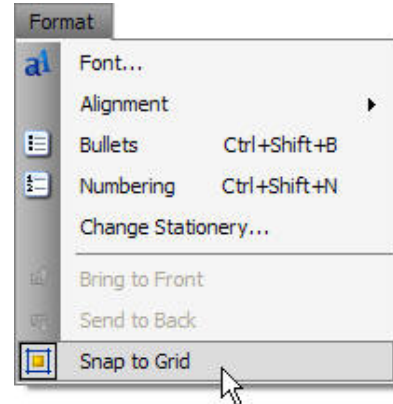 Format
Font...
Alignment
Bullets Ctrl+Shift+B
Numbering Ctrl+Shift+N
Change Stationery...
Bring to Front
Send to Back
Snap to Grid